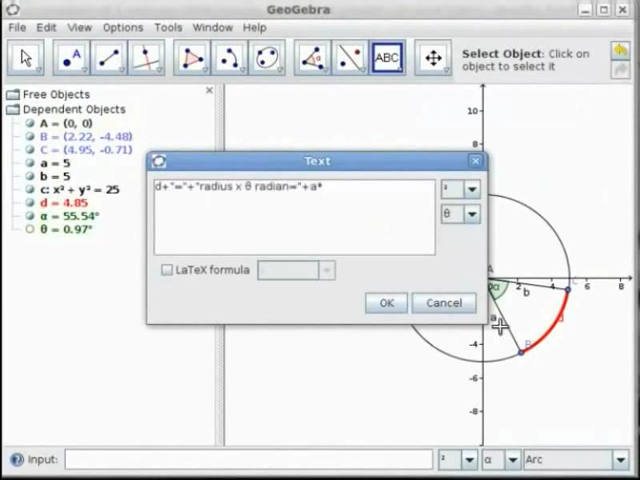 GeoGebra
File Edit View Options Tools Window Help
ABC
Select Object: Click on
object to select it
Free Objects
Dependent Objects
A = (0, 0)
B = (2.22, -4.48)
C = (4.95, -0.71)
a = 5
b = 5
c: x² + y² = 25
d = 4.85
α = 55.54°
θ = 0.97°
Text
d+"="+"radius x θ radian="+a*
²
θ
LaTeX formula
OK
Cancel
10
A
α
b
C
2 4 6 8
a
d
B
-4
-6
-8
Input:
²
α
Arc